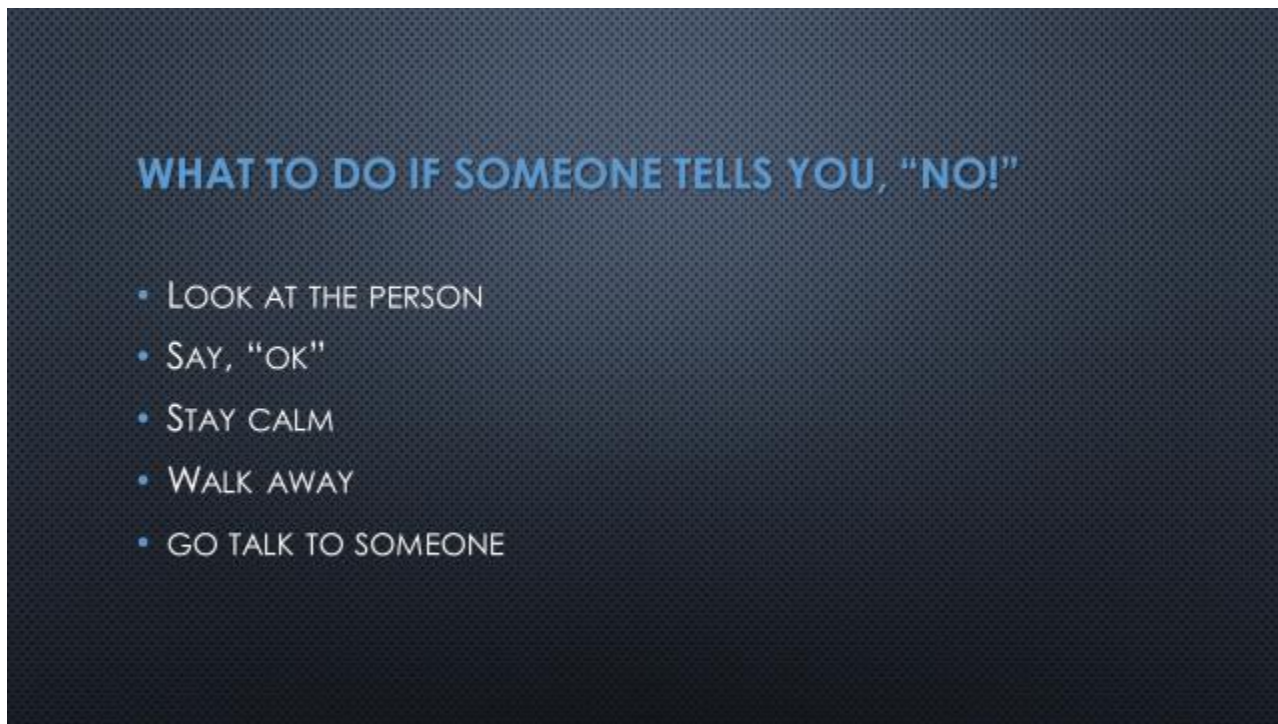 WHAT TO DO IF SOMEONE TELLS YOU, “NO!”
• LOOK AT THE PERSON
• SAY, “OK”
• STAY CALM
• WALK AWAY
• GO TALK TO SOMEONE